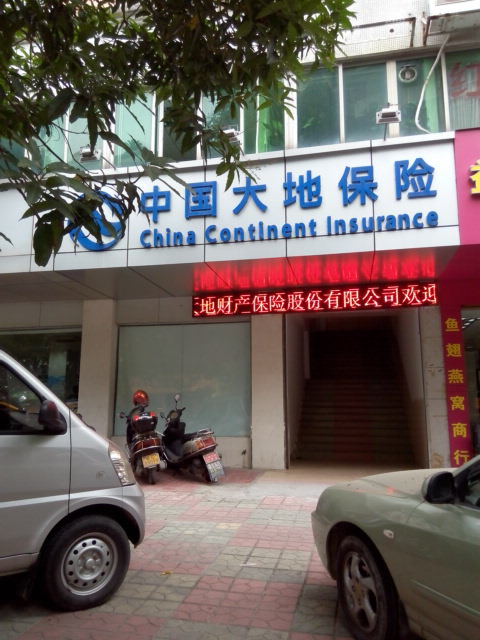 中国大地保险
China Continent Insurance
大地财产保险股份有限公司欢迎
鱼翅燕窝商行